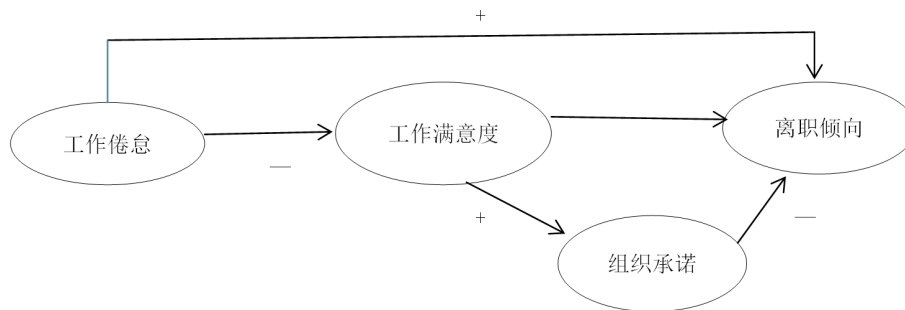 +
工作倦怠
工作满意度
离职倾向
—
+
—
组织承诺